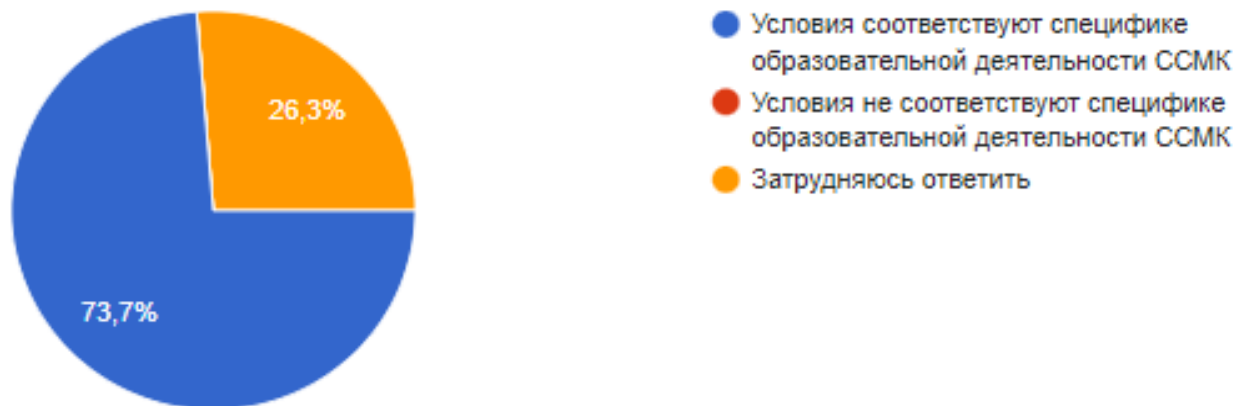 Условия соответствуют специфике
образовательной деятельности ССМК
Условия не соответствуют специфике
образовательной деятельности ССМК
Затрудняюсь ответить
26,3%
73,7%